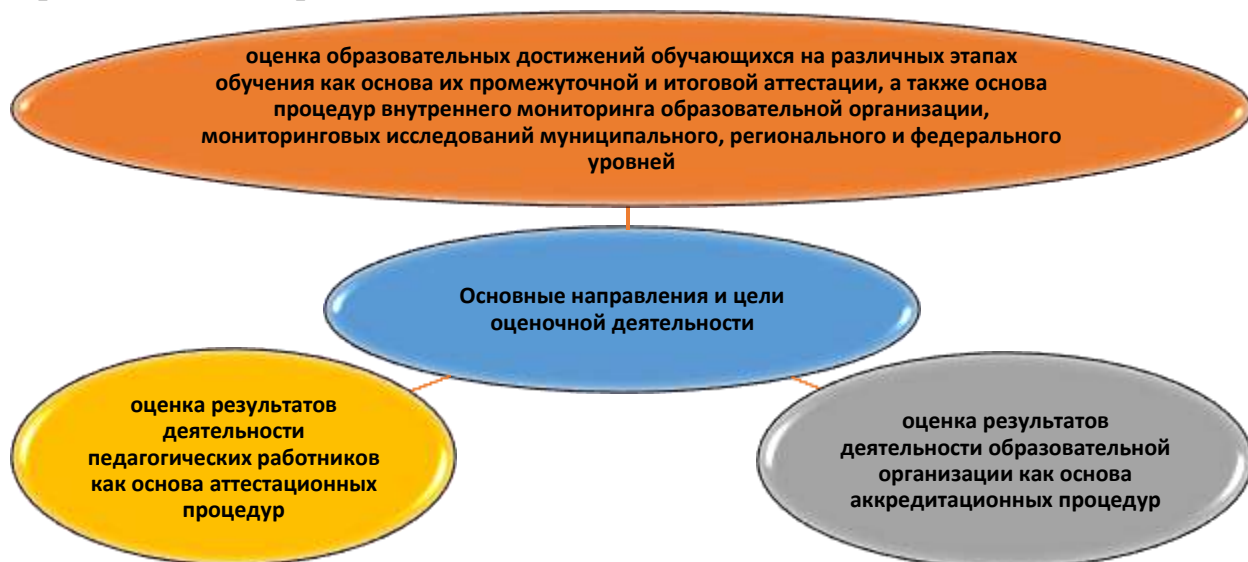 оценка образовательных достижений обучающихся на различных этапах
обучения как основа их промежуточной и итоговой аттестации, а также основа
процедур внутреннего мониторинга образовательной организации,
мониторинговых исследований муниципального, регионального и федерального
уровней
Основные направления и цели
оценочной деятельности
оценка результатов
деятельности
педагогических работников
как основа аттестационных
процедур
оценка результатов
деятельности образовательной
организации как основа
аккредитационных процедур